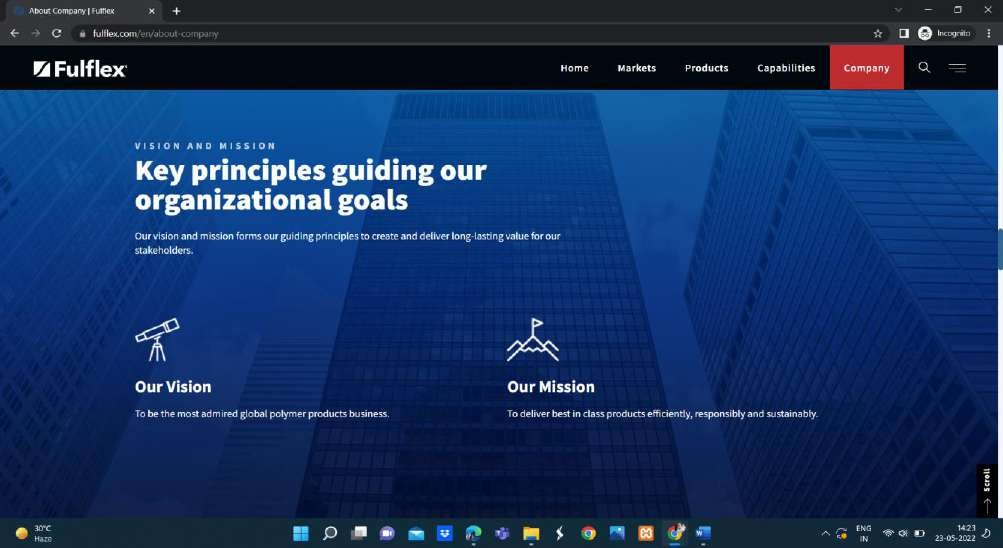 About-Company | Fulflex
fulflex.com/en/about-company
Incognito
Fulflex
Home Markets Products Capabilities Company
VISION AND MISSION
Key principles guiding our
organizational goals
Our vision and mission forms our guiding principles to create and deliver long-lasting value for our
stakeholders.
Our Vision
To be the most admired global polymer products business.
Our Mission
To deliver best in class products efficiently, responsibly and sustainably.
Scroll
30°C
Haze
ENG
IN
14:23
23-05-2022